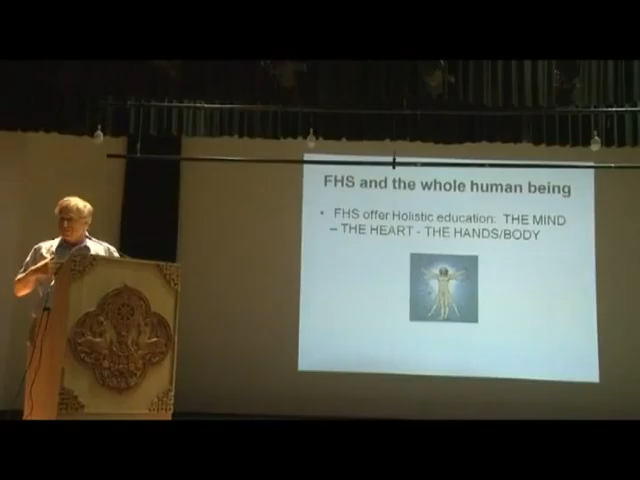 FHS and the whole human being
• FHS offer Holistic education: THE MIND
– THE HEART - THE HANDS/BODY